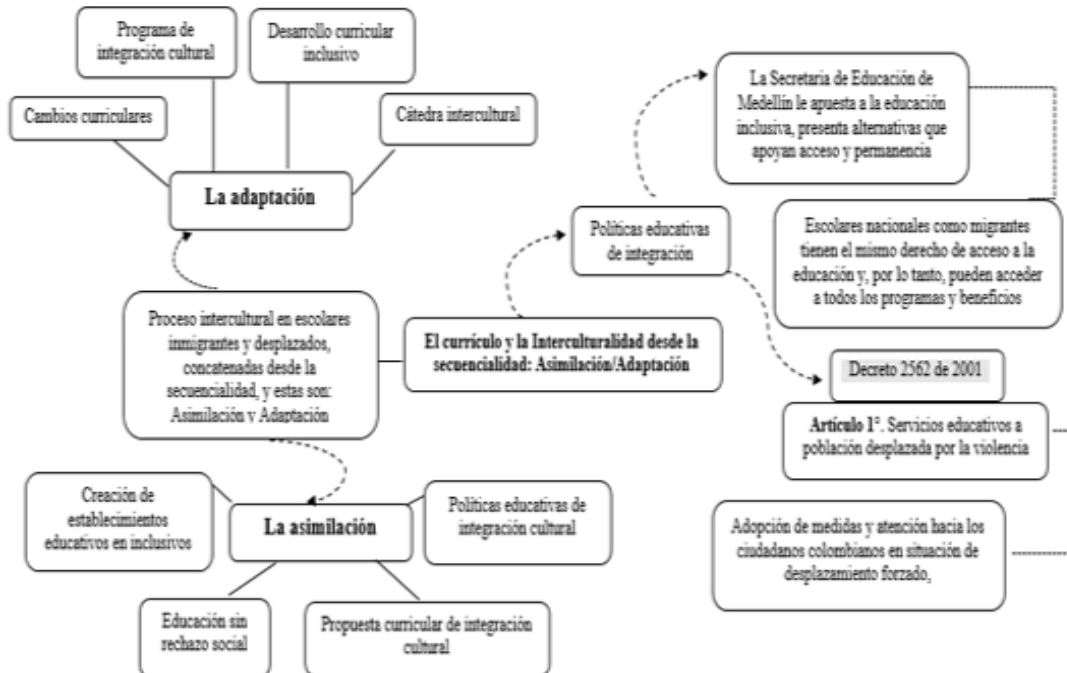 Programa de
integración cultural
Desarrollo curricular
inclusivo
Cambios curriculares
Cátedra intercultural
La adaptación
La Secretaria de Educación de
Medellín le apuesta a la educación
inclusiva, presenta alternativas que
apoyan acceso y permanencia
Políticas educativas
de integración
Escolares nacionales como migrantes
tienen el mismo derecho de acceso a la
educación y, por lo tanto, pueden acceder
a todos los programas y beneficios
Proceso intercultural en escolares
inmigrantes y desplazados,
concatenadas desde la
secuencialidad, y estas son:
Asimilación y Adaptación
El currículo y la Interculturalidad desde la
secuencialidad: Asimilación/Adaptación
Decreto 2562 de 2001
Artículo 1°. Servicios educativos a
población desplazada por la violencia
Creación de
establecimientos
educativos en inclusivos
La asimilación
Políticas educativas de
integración cultural
Adopción de medidas y atención hacia los
ciudadanos colombianos en situación de
desplazamiento forzado,
Educación sin
rechazo social
Propuesta curricular de integración
cultural